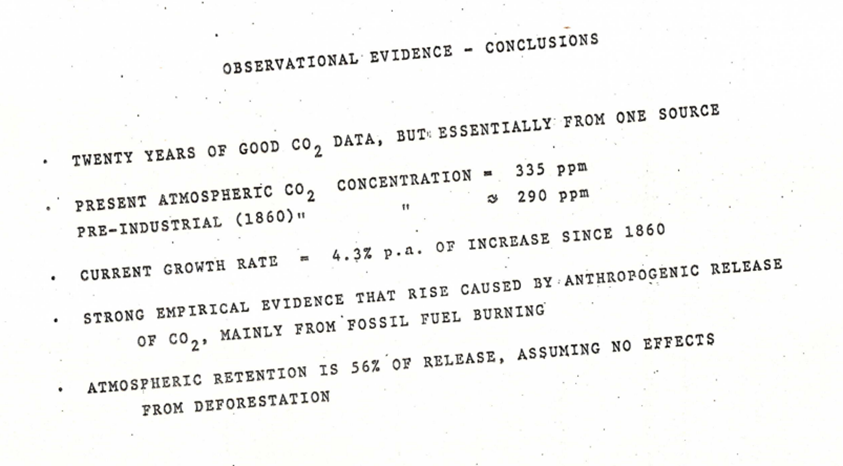 OBSERVATIONAL EVIDENCE - CONCLUSIONS
. TWENTY YEARS OF GOOD CO2 DATA, BUT ESSENTIALLY FROM ONE SOURCE
. PRESENT ATMOSPHERIC CO2 CONCENTRATION = 335 ppm
PRE-INDUSTRIAL (1860)" " ≈ 290 ppm
. CURRENT GROWTH RATE = 4.3% p.a. OF INCREASE SINCE 1860
. STRONG EMPIRICAL EVIDENCE THAT RISE CAUSED BY ANTHROPOGENIC RELEASE
OF CO2, MAINLY FROM FOSSIL FUEL BURNING
. ATMOSPHERIC RETENTION IS 56% OF RELEASE, ASSUMING NO EFFECTS
FROM DEFORESTATION